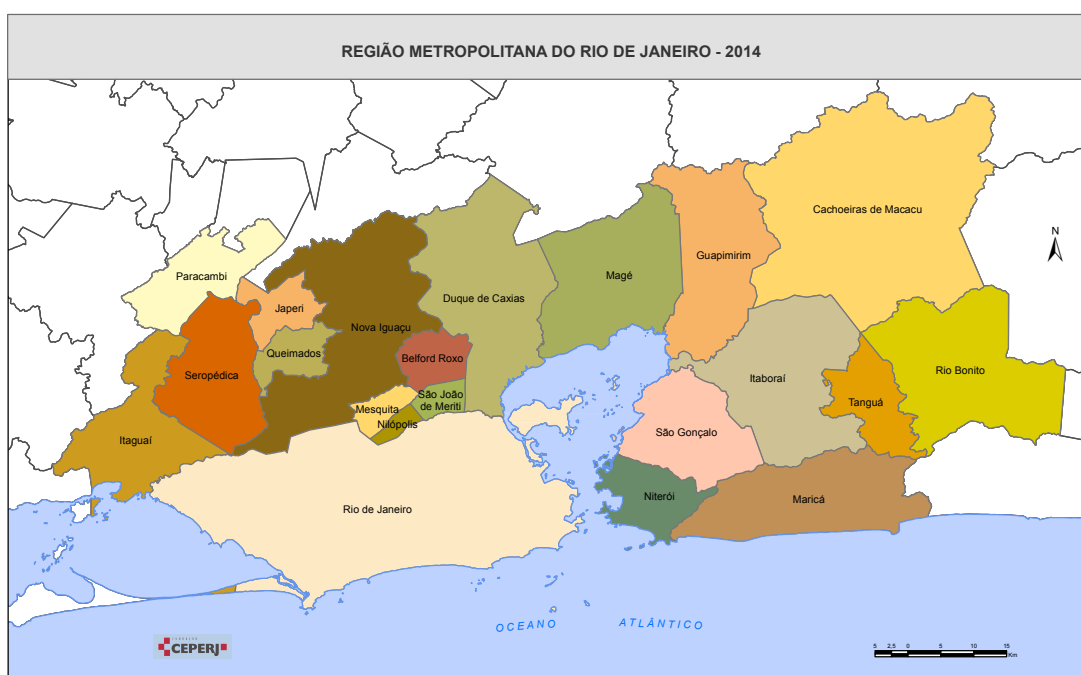 REGIÃO METROPOLITANA DO RIO DE JANEIRO - 2014
Cachoeiras de Macacu
N
Guapimirim
Paracambi
Magé
Duque de Caxias
Japeri
Nova Iguaçu
Queimados
Belford Roxo
Seropédica
Itaboraí
Rio Bonito
São João
de Meriti
Mesquita
Tanguá
Nilópolis
São Gonçalo
Itaguaí
Niterói
Maricá
Rio de Janeiro
OCEANO ATLÂNTICO
FUNDAÇÃO
CEPERJ
5 2,5 0 5 10 15
Km